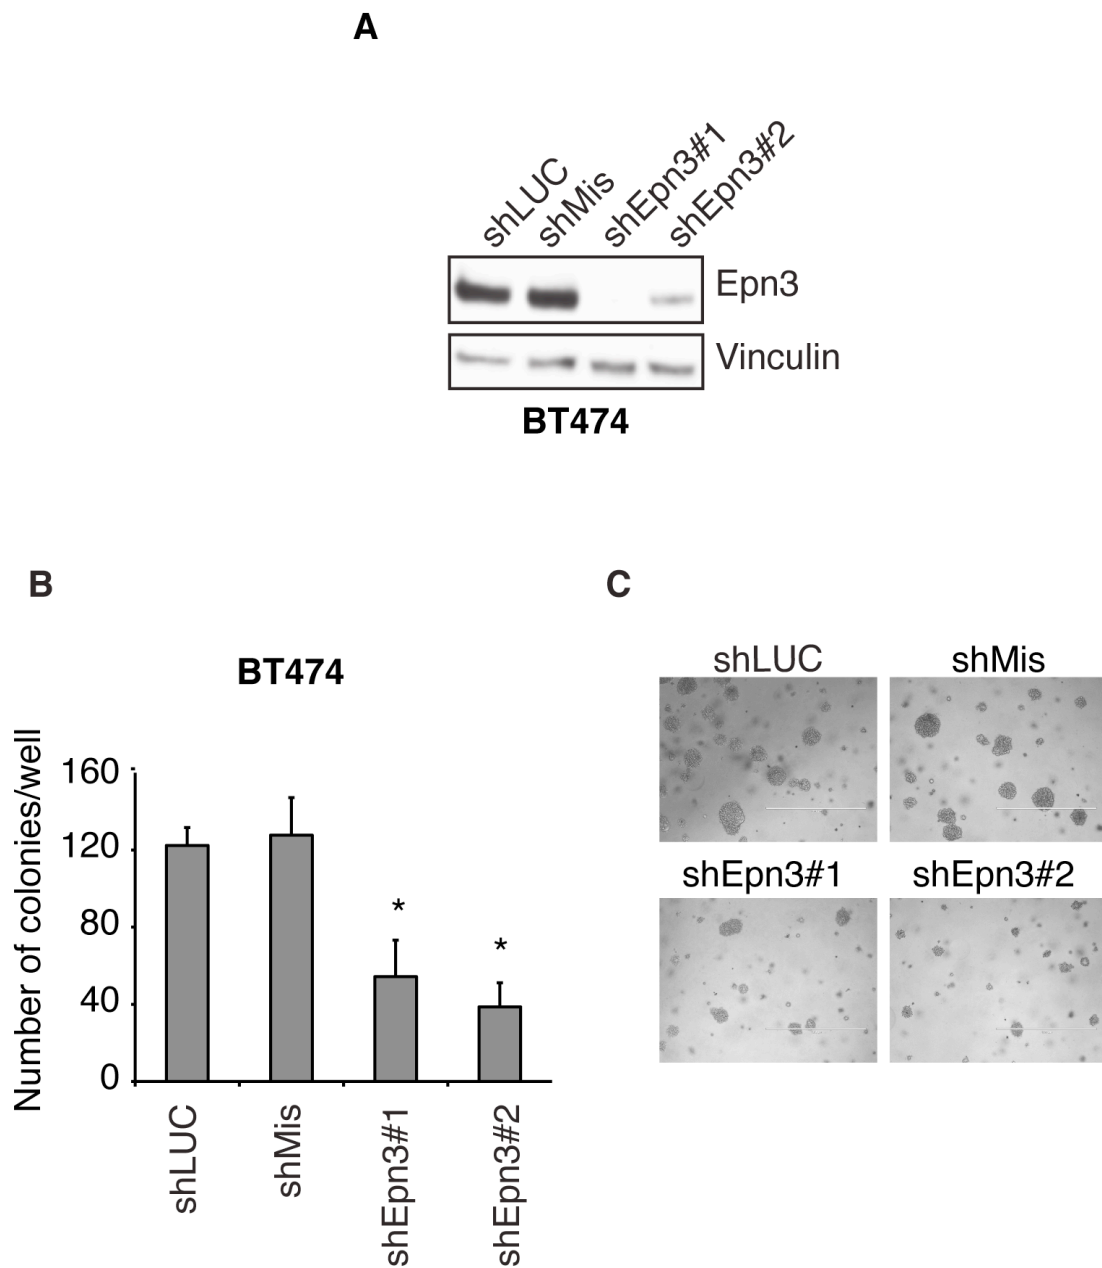 A
shLUC
shMis
shEpn3#1
shEpn3#2
Epn3
Vinculin
BT474
B
BT474
Number of colonies/well
160
120
80
40
0
*
*
shLUC
shMis
shEpn3#1
shEpn3#2
C
shLUC
shMis
shEpn3#1
shEpn3#2